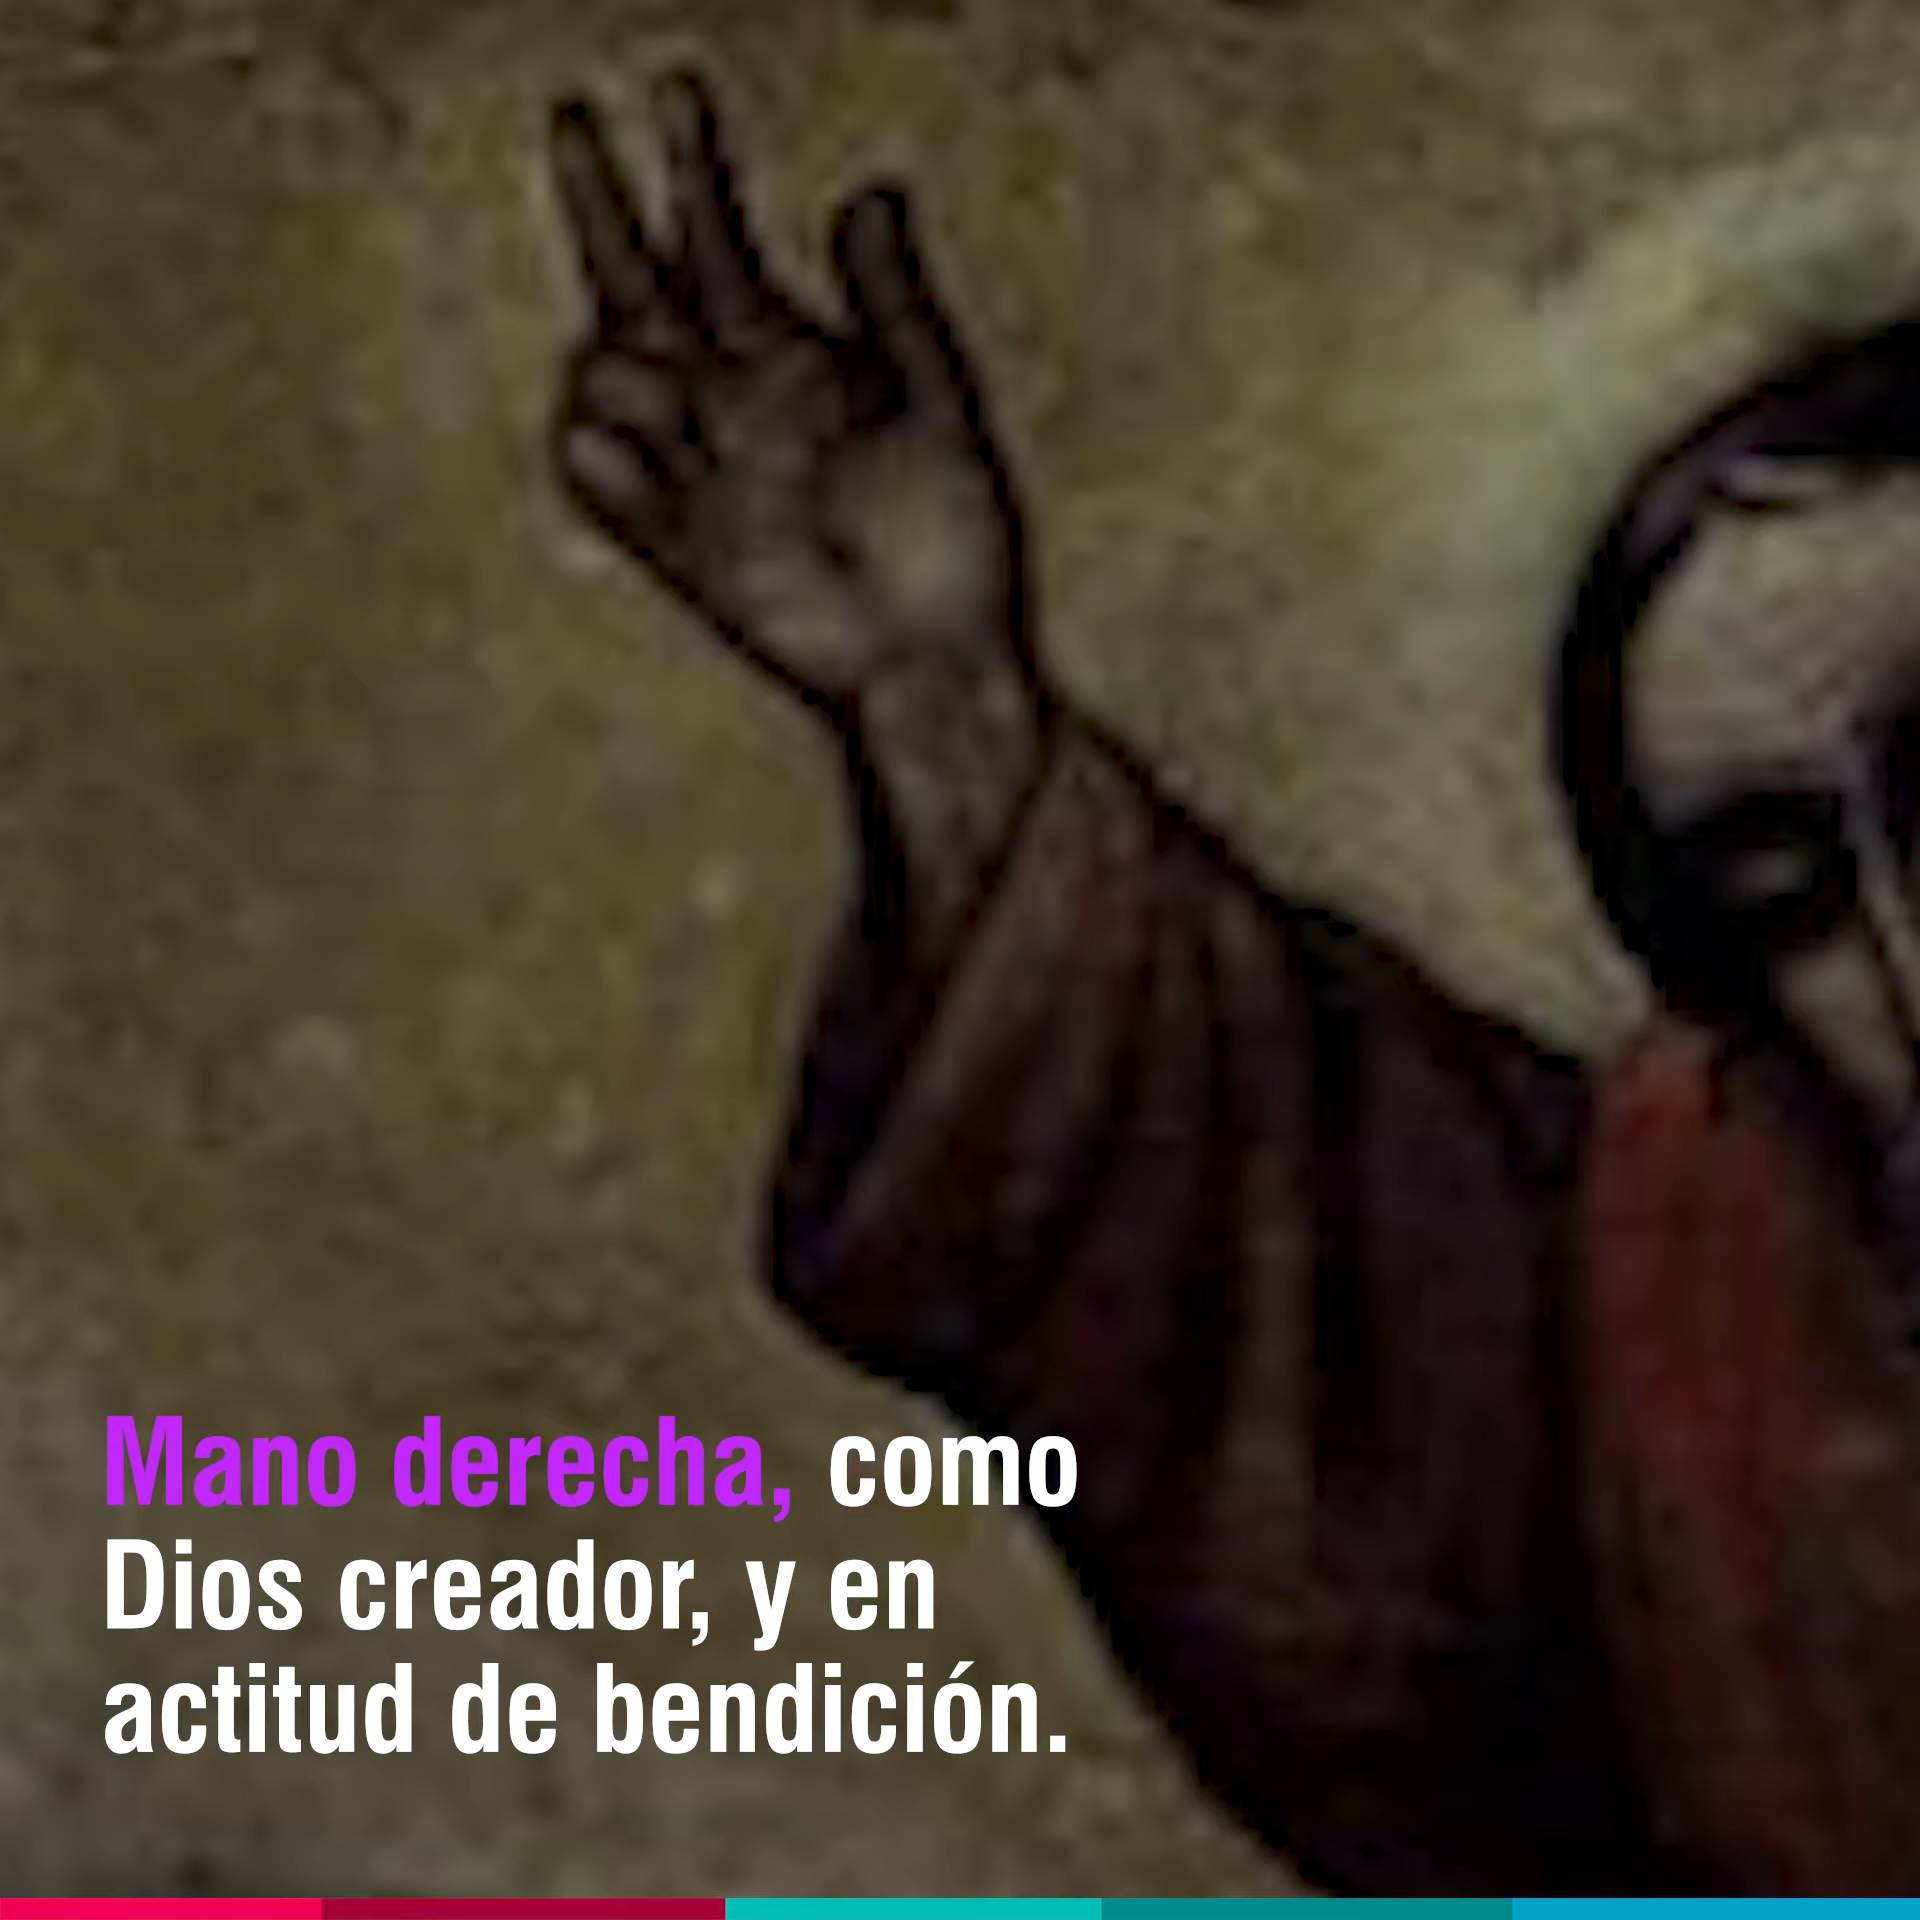 Mano derecha, como
Dios creador, y en
actitud de bendición.